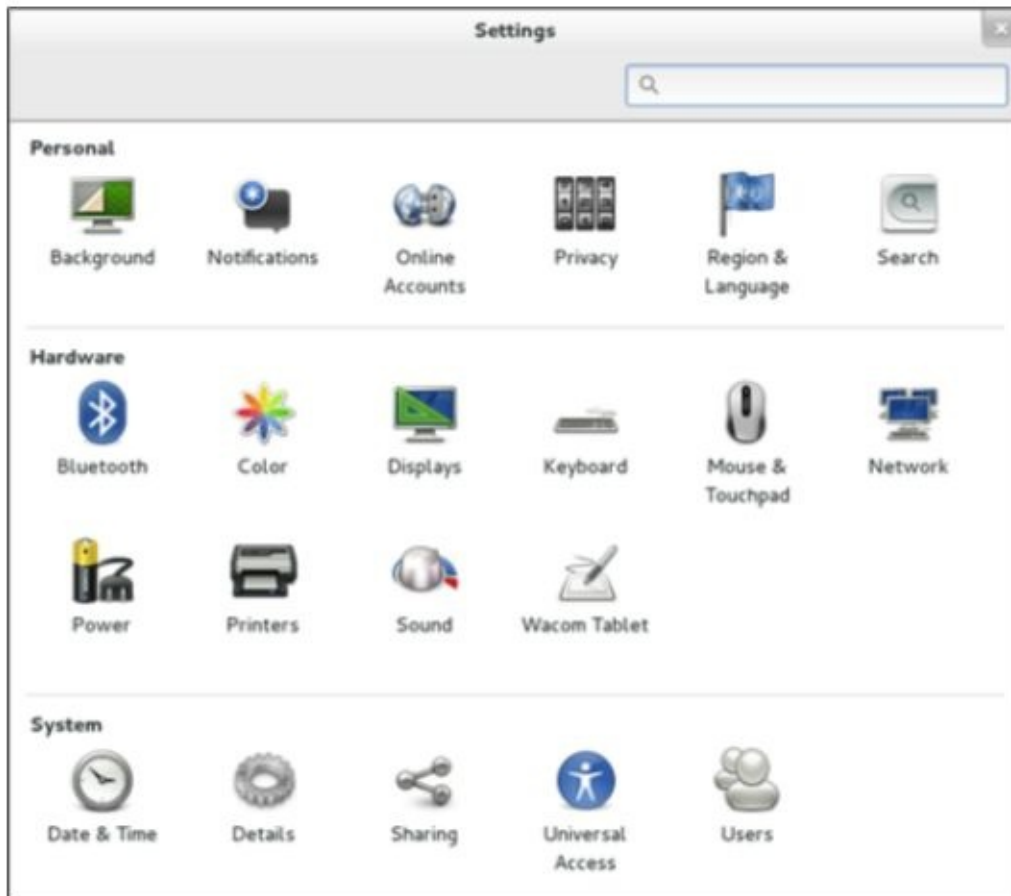 Settings
Personal
Background
Notifications
Online
Accounts
Privacy
Region &
Language
Search
Hardware
Bluetooth
Color
Displays
Keyboard
Mouse &
Touchpad
Network
Power
Printers
Sound
Wacom Tablet
System
Date & Time
Details
Sharing
Universal
Access
Users